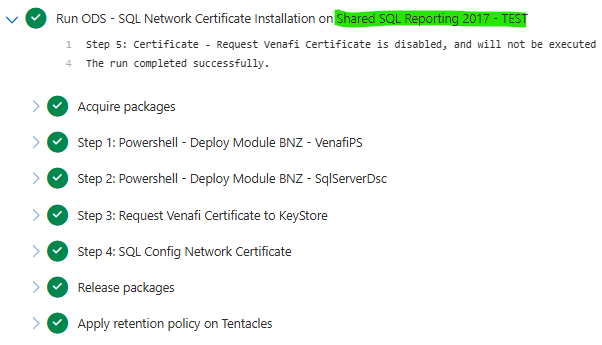 Run ODS - SQL Network Certificate Installation on Shared SQL Reporting 2017 - TEST
1 Step 5: Certificate - Request Venafi Certificate is disabled, and will not be executed
4 The run completed successfully.
Acquire packages
Step 1: Powershell - Deploy Module BNZ - VenafiPS
Step 2: Powershell - Deploy Module BNZ - SqlServerDsc
Step 3: Request Venafi Certificate to KeyStore
Step 4: SQL Config Network Certificate
Release packages
Apply retention policy on Tentacles